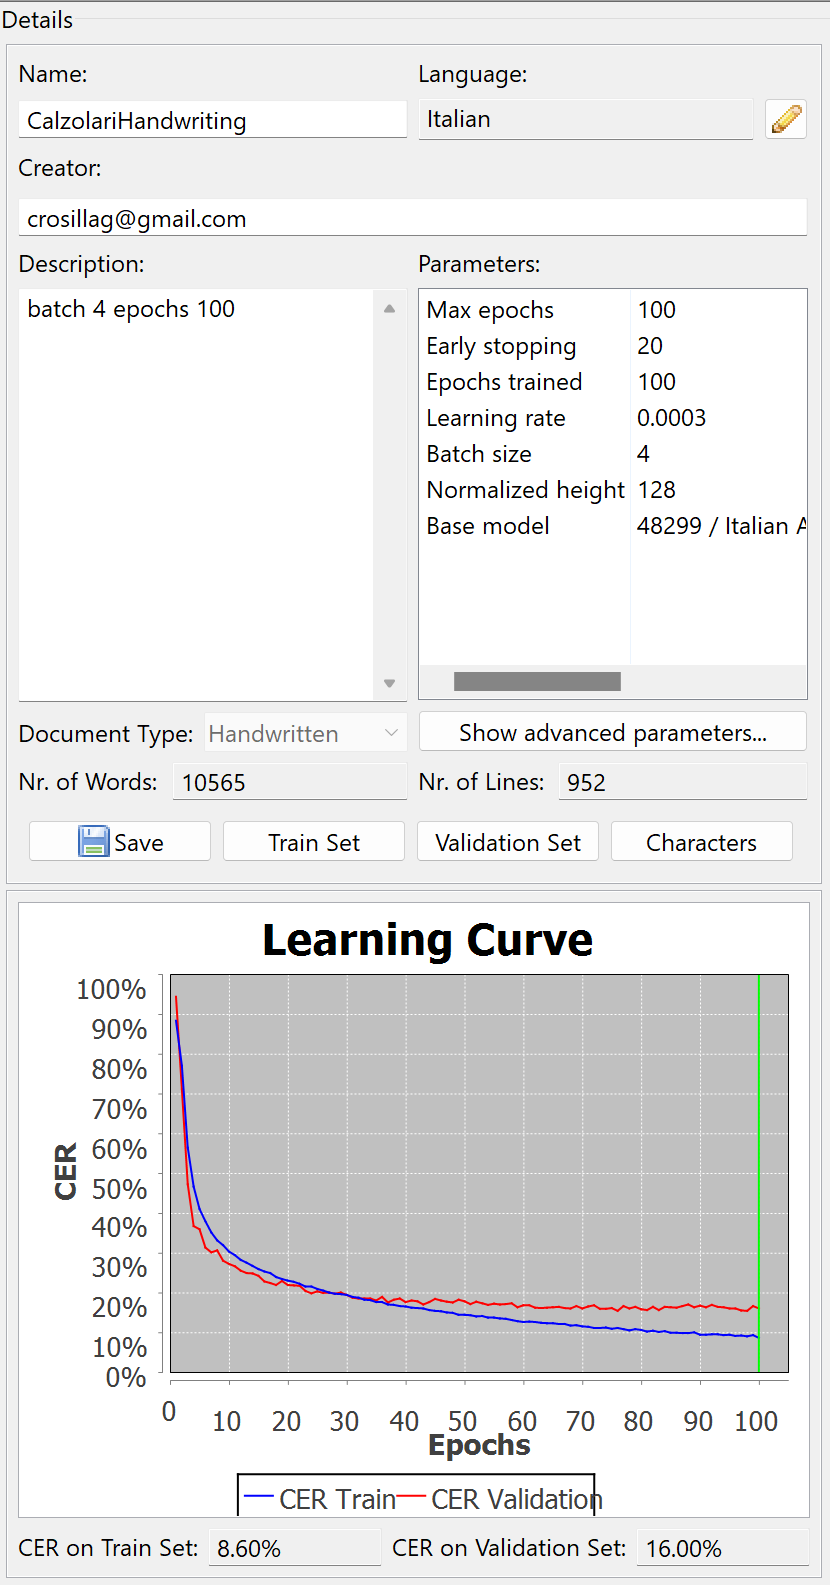 Details
Name:
Language:
CalzolariHandwriting
Italian
Creator:
crosillag@gmail.com
Description:
Parameters:
batch 4 epochs 100
Max epochs 100
Early stopping 20
Epochs trained 100
Learning rate 0.0003
Batch size 4
Normalized height 128
Base model 48299 / Italian A
Document Type: Handwritten
Show advanced parameters...
Nr. of Words: 10565
Nr. of Lines: 952
Save
Train Set
Validation Set
Characters
Learning Curve
100%
90%
80%
70%
60%
50%
40%
30%
20%
10%
0%
CER
0 10 20 30 40 50 60 70 80 90 100
Epochs
CER Train CER Validation
CER on Train Set: 8.60%
CER on Validation Set: 16.00%